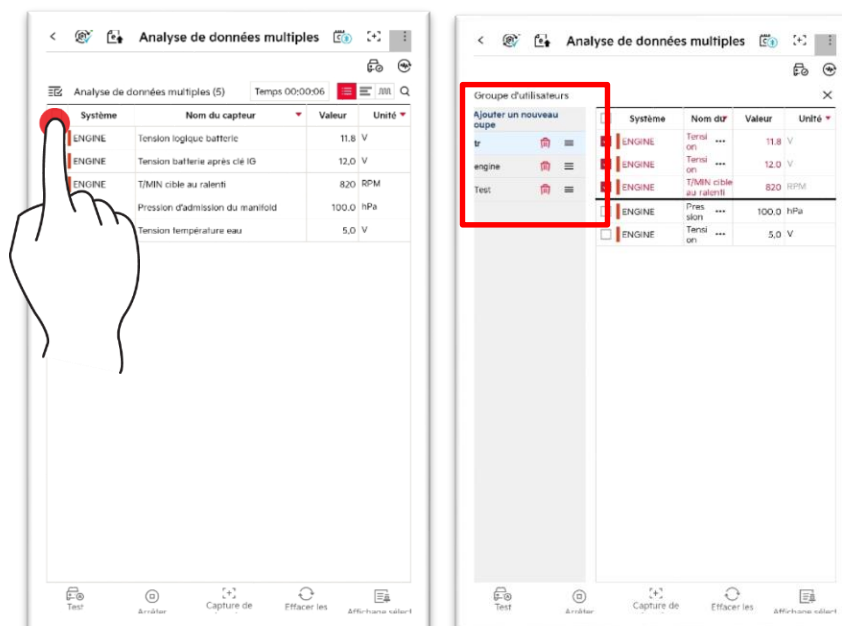 Analyse de données multiples
Analyse de données multiples (5) Temps 00:00:06
Système Nom du capteur Valeur Unité
ENGINE Tension logique batterie 11.8 V
ENGINE Tension batterie après clé IG 12,0 V
ENGINE T/MIN cible au ralenti 820 RPM
Pression d'admission du manifold 100,0 hPa
Tension température eau 5,0 V
Test Arrêter Capture de Effacer les Affichage sélect
Analyse de données multiples
Groupe d'utilisateurs
Ajouter un nouveau
oupe
tr
engine
Test
Système Nom du Valeur Unité
ENGINE Tensi on ... 11.8 V
ENGINE Tensi on ... 12.0 V
ENGINE T/MIN cible au ralenti 820 RPM
ENGINE Pres sion ... 100,0 hPa
ENGINE Tensi on ... 5,0 V
Test Arrêter Capture de Effacer les Affichage sélect